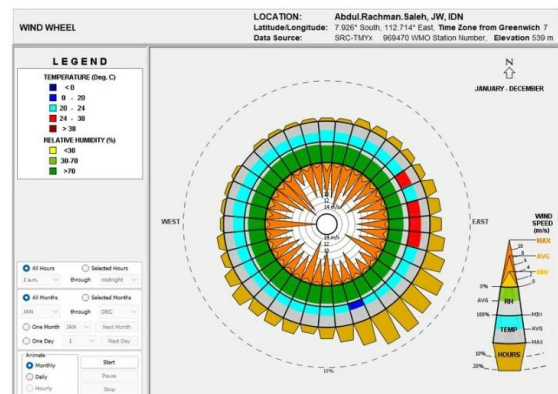 WIND WHEEL
LOCATION: Abdul.Rachman.Saleh, JW, IDN
Latitude/Longitude: 7.926° South, 112.714° East, Time Zone from Greenwich 7
Data Source: SRC-TMYx 969470 WMO Station Number, Elevation 539 m
LEGEND
TEMPERATURE (Deg. C)
< 0
0 - 20
20 - 24
24 - 38
> 38
RELATIVE HUMIDITY (%)
<30
30-70
>70
All Hours
Selected Hours
1 a.m.
through
midnight
All Months
Selected Months
JAN
through
DEC
One Month
JAN
Next Month
One Day
1
Next Day
Animate
Monthly
Daily
Hourly
Start
Pause
Stop
N
JANUARY - DECEMBER
WEST
EAST
10%
WIND
SPEED
(m/s)
MAX
AVG
MIN
0%
AVG
RH
100%
MIN
TEMP
AVG
MAX
HOURS
10%
20%